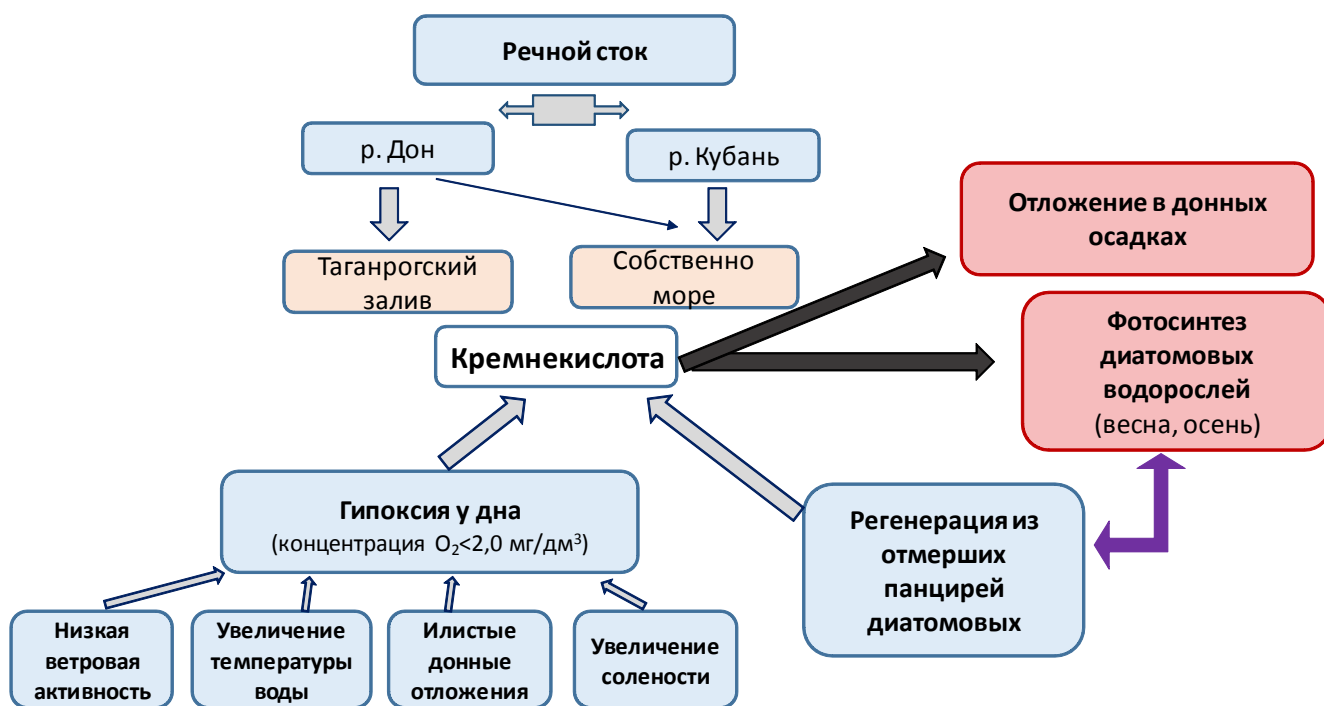 Речной сток
р. Дон
р. Кубань
Таганрогский
залив
Собственно
море
Отложение в донных
осадках
Кремнекислота
Фотосинтез
диатомовых
водорослей
(весна, осень)
Гипоксия у дна
(концентрация O₂<2,0 мг/дм³)
Регенерация из
отмерших
панцирей
диатомовых
Низкая
ветровая
активность
Увеличение
температуры
воды
Илистые
донные
отложения
Увеличение
солености